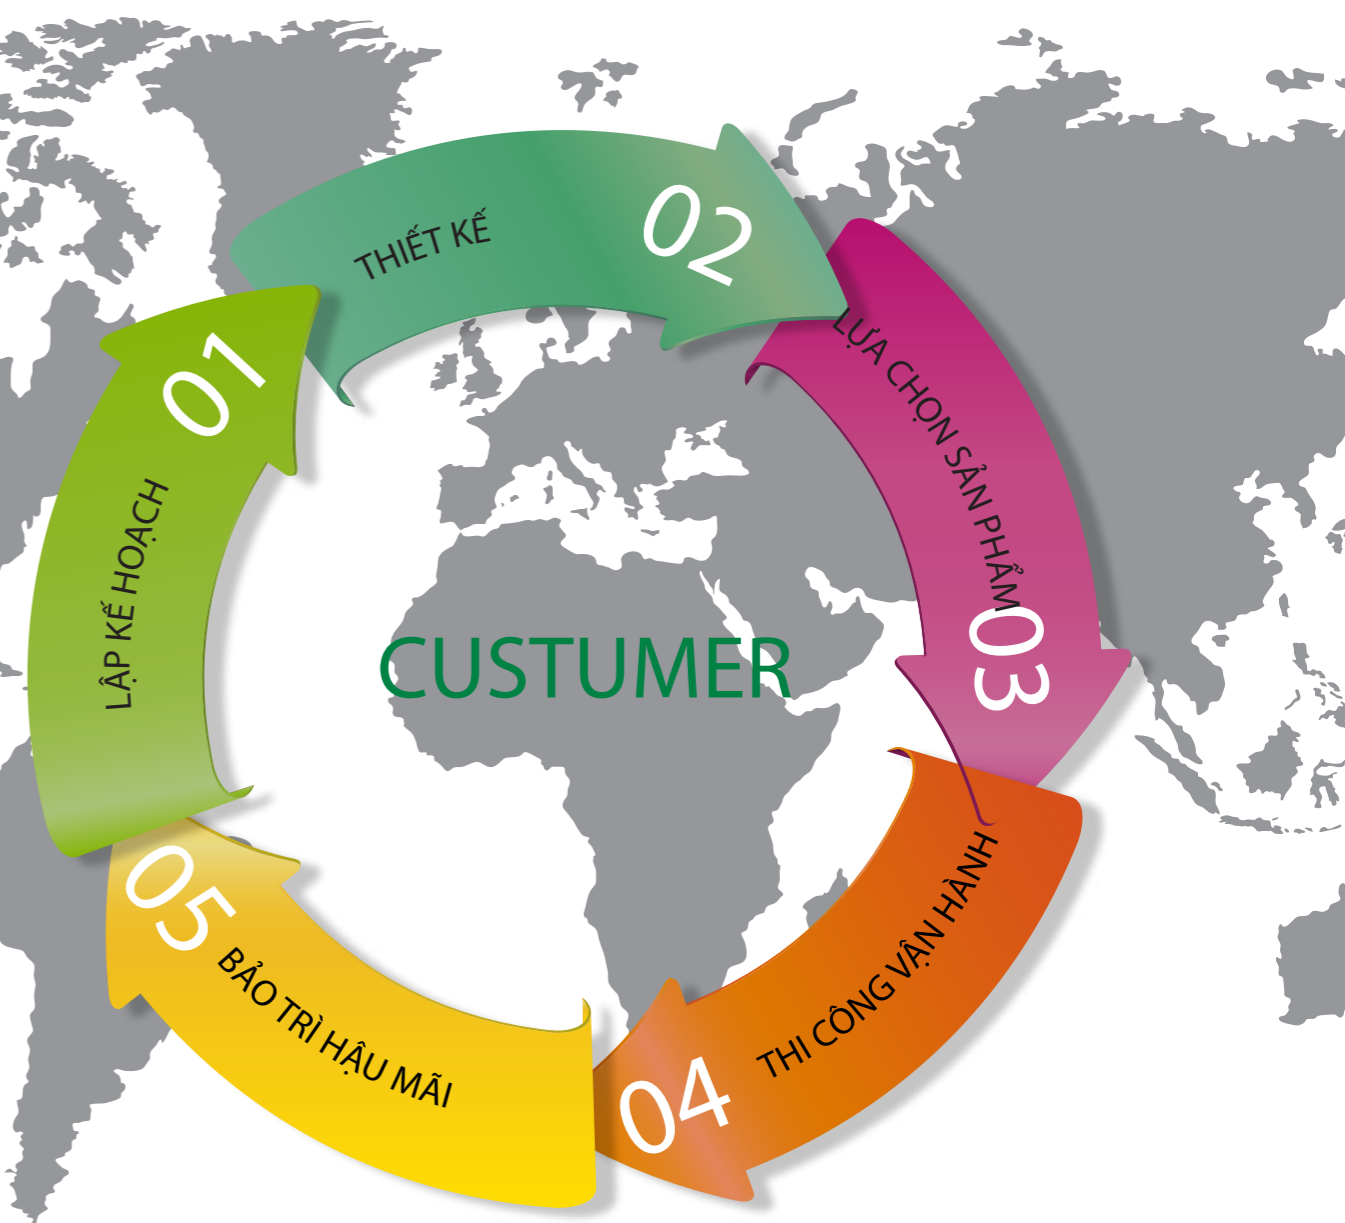 01
LẬP KẾ HOẠCH
02
THIẾT KẾ
03
LỰA CHỌN SẢN PHẨM
04
THI CÔNG VẬN HÀNH
05
BẢO TRÌ HẬU MÃI
CUSTUMER